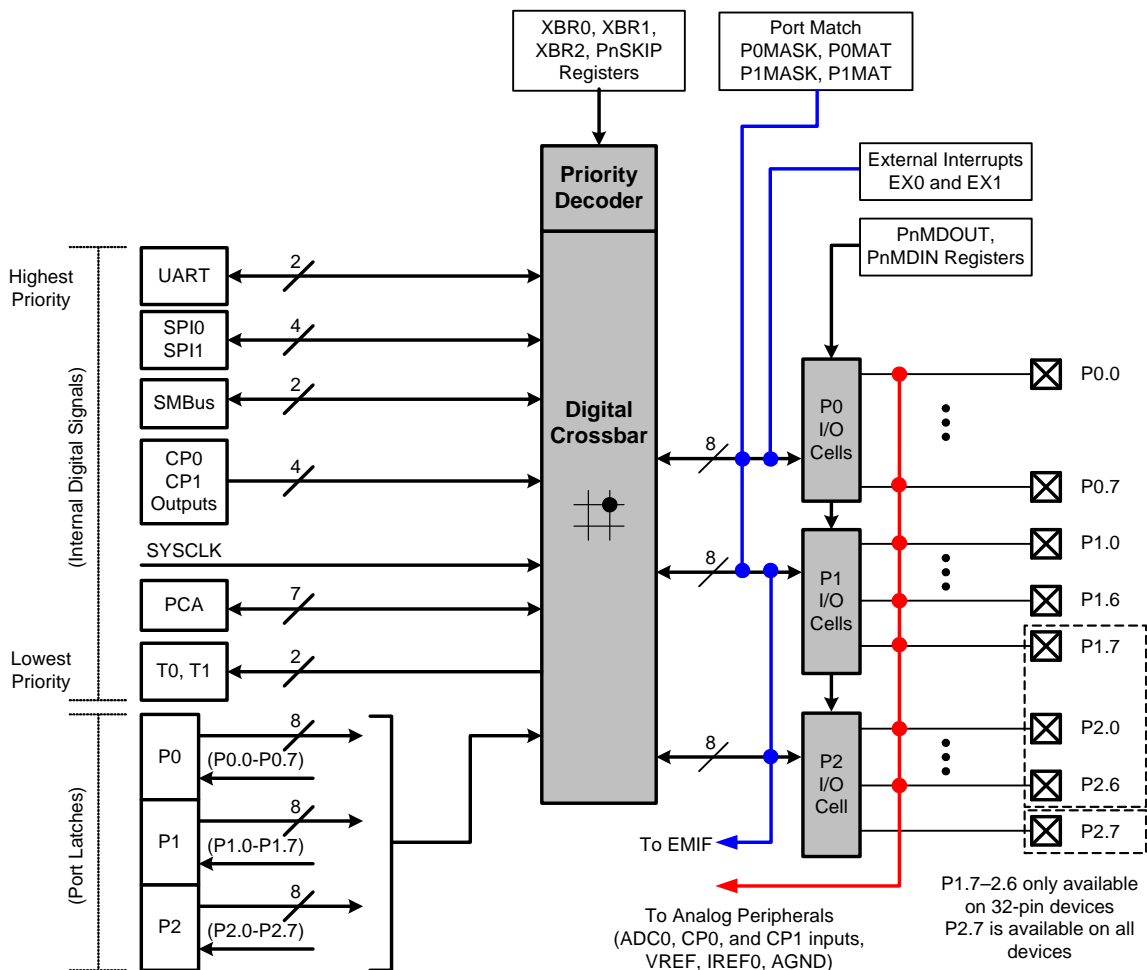 XBR0, XBR1,
XBR2, PnSKIP
Registers
Port Match
P0MASK, P0MAT
P1MASK, P1MAT
External Interrupts
EX0 and EX1
PnMDOUT,
PnMDIN Registers
Priority
Decoder
Digital
Crossbar
Highest
Priority
(Internal Digital Signals)
Lowest
Priority
UART
2
SPI0
SPI1
4
SMBus
2
CP0
CP1
Outputs
4
SYSCLK
PCA
7
T0, T1
2
(Port Latches)
P0
8
(P0.0-P0.7)
P1
8
(P1.0-P1.7)
P2
8
(P2.0-P2.7)
8
8
8
P0
I/O
Cells
P1
I/O
Cells
P2
I/O
Cell
P0.0
P0.7
P1.0
P1.6
P1.7
P2.0
P2.6
P2.7
To EMIF
To Analog Peripherals
(ADC0, CP0, and CP1 inputs,
VREF, IREF0, AGND)
P1.7–2.6 only available
on 32-pin devices
P2.7 is available on all
devices